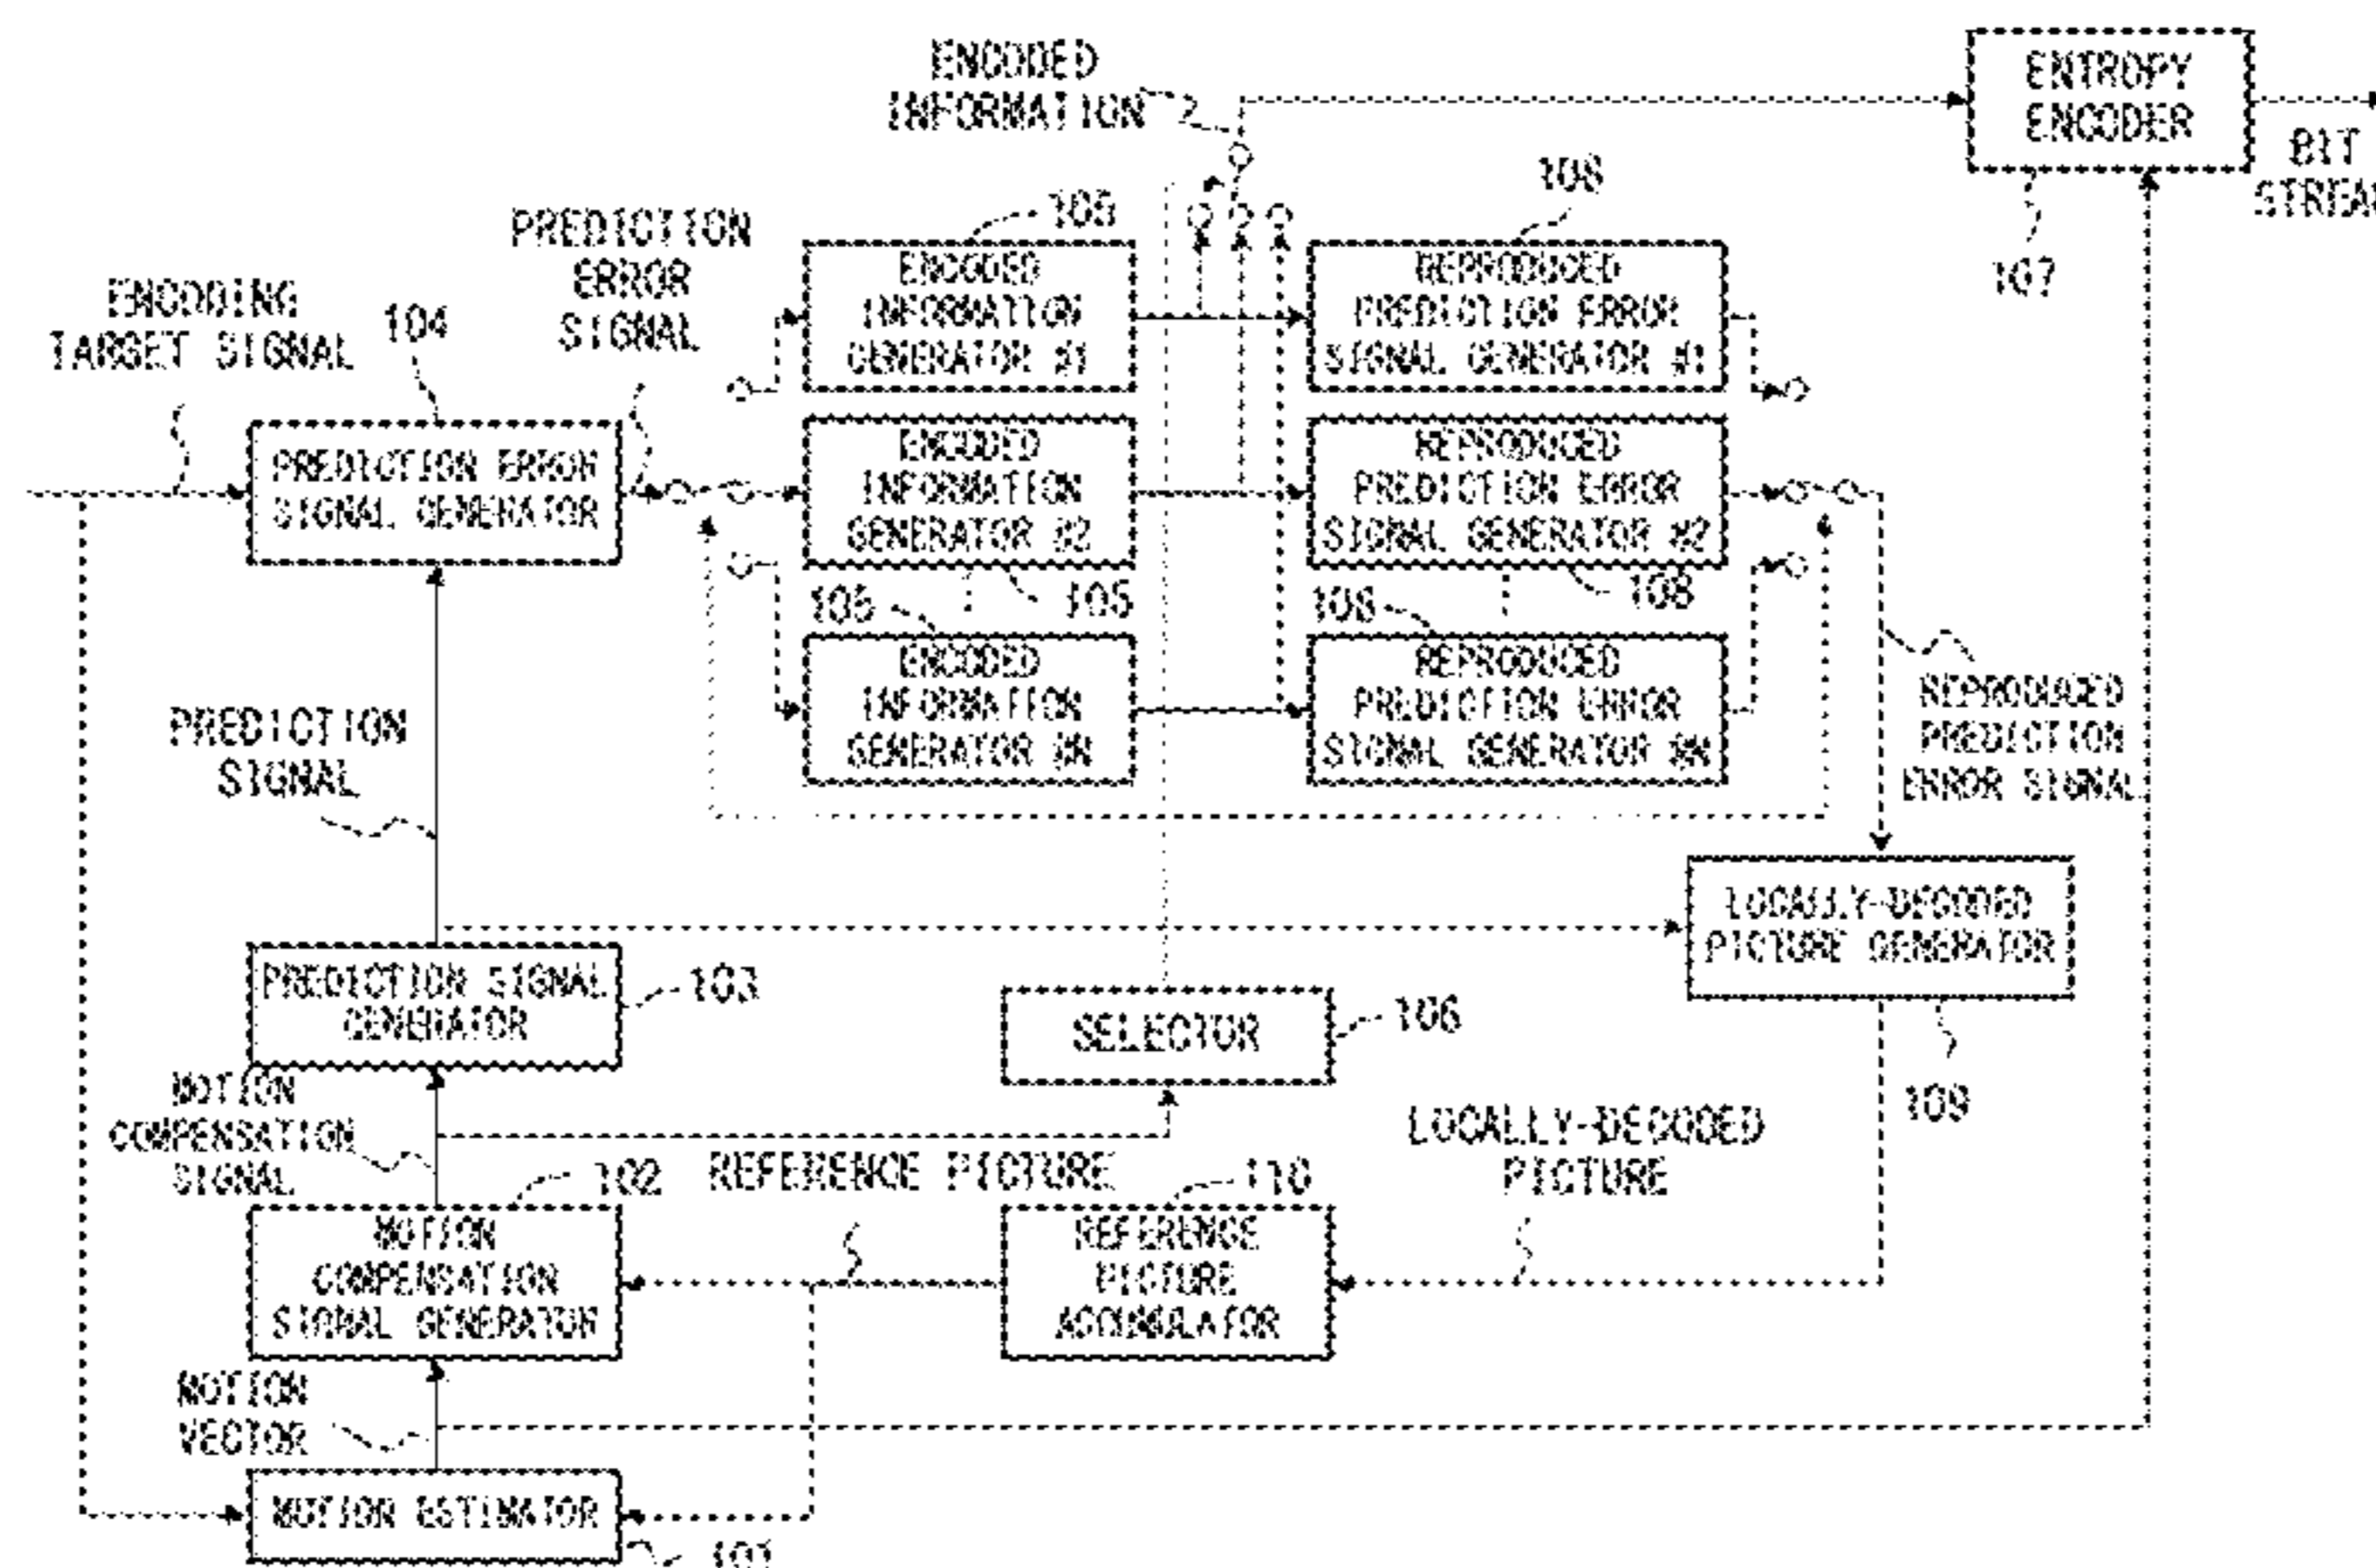 ENCODED
INFORMATION
ENTROPY
ENCODER
BIT
107
PREDICTION
ERROR
SIGNAL
105
108
ENCODING
TARGET SIGNAL
104
ENCODED
INFORMATION
GENERATOR #1
REPRODUCED
PREDICTION ERROR
SIGNAL GENERATOR #1
PREDICTION ERROR
SIGNAL GENERATOR
ENCODED
INFORMATION
GENERATOR #2
REPRODUCED
PREDICTION ERROR
SIGNAL GENERATOR #2
105
105
108
108
ENCODED
INFORMATION
GENERATOR #N
REPRODUCED
PREDICTION ERROR
SIGNAL GENERATOR #N
REPRODUCED
PREDICTION
ERROR SIGNAL
PREDICTION
SIGNAL
LOCALLY-DECODED
PICTURE GENERATOR
109
PREDICTION SIGNAL
GENERATOR
103
SELECTOR
106
MOTION
COMPENSATION
SIGNAL
LOCALLY-DECODED
PICTURE
102
REFERENCE PICTURE
110
MOTION
COMPENSATION
SIGNAL GENERATOR
REFERENCE
PICTURE
ACCUMULATOR
MOTION
VECTOR
MOTION ESTIMATOR
101